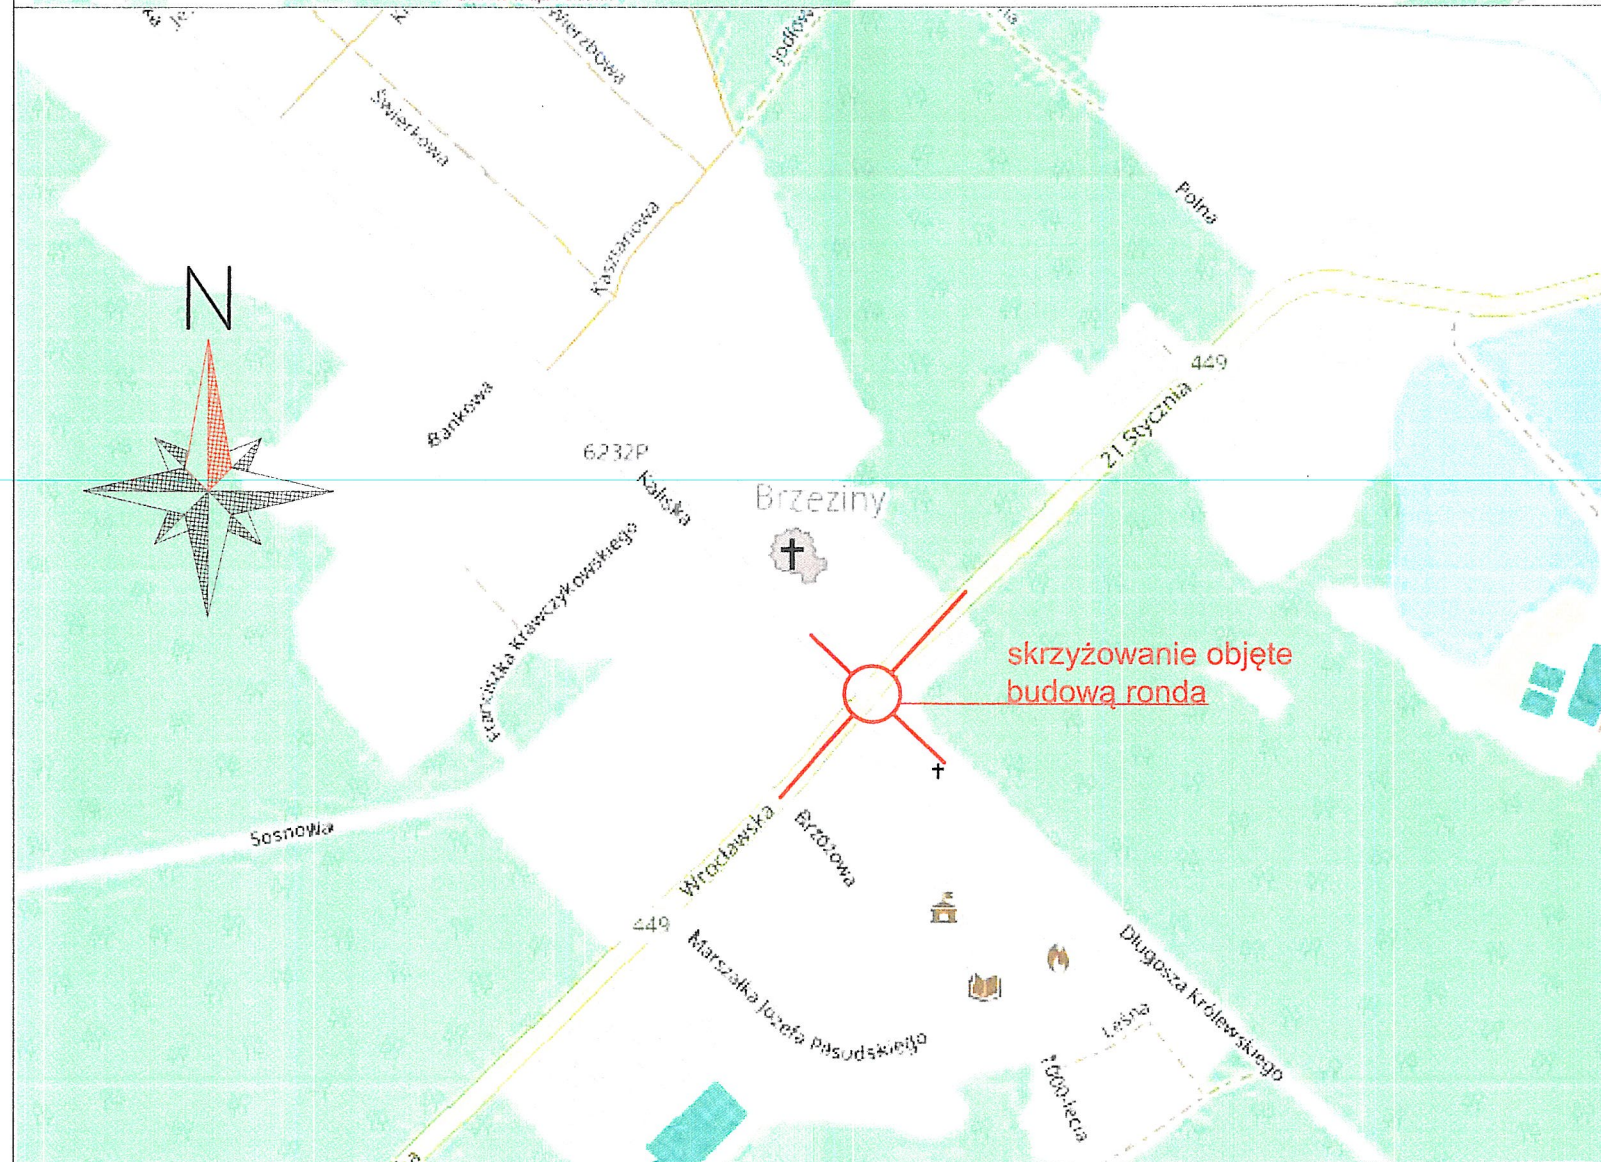 Wierzbowa
Świerkowa
Polna
Kasztanowa
N
449
21 Stycznia
Bankowa
6232P
Kaliska
Brzeziny
Franciszka Krawczykowskiego
skrzyżowanie objęte
budową ronda
Sosnowa
Wrocławska
Brzozowa
449
Marszałka Józefa Piłsudskiego
Długosza Królewskiego
Leśna
1000-lecia